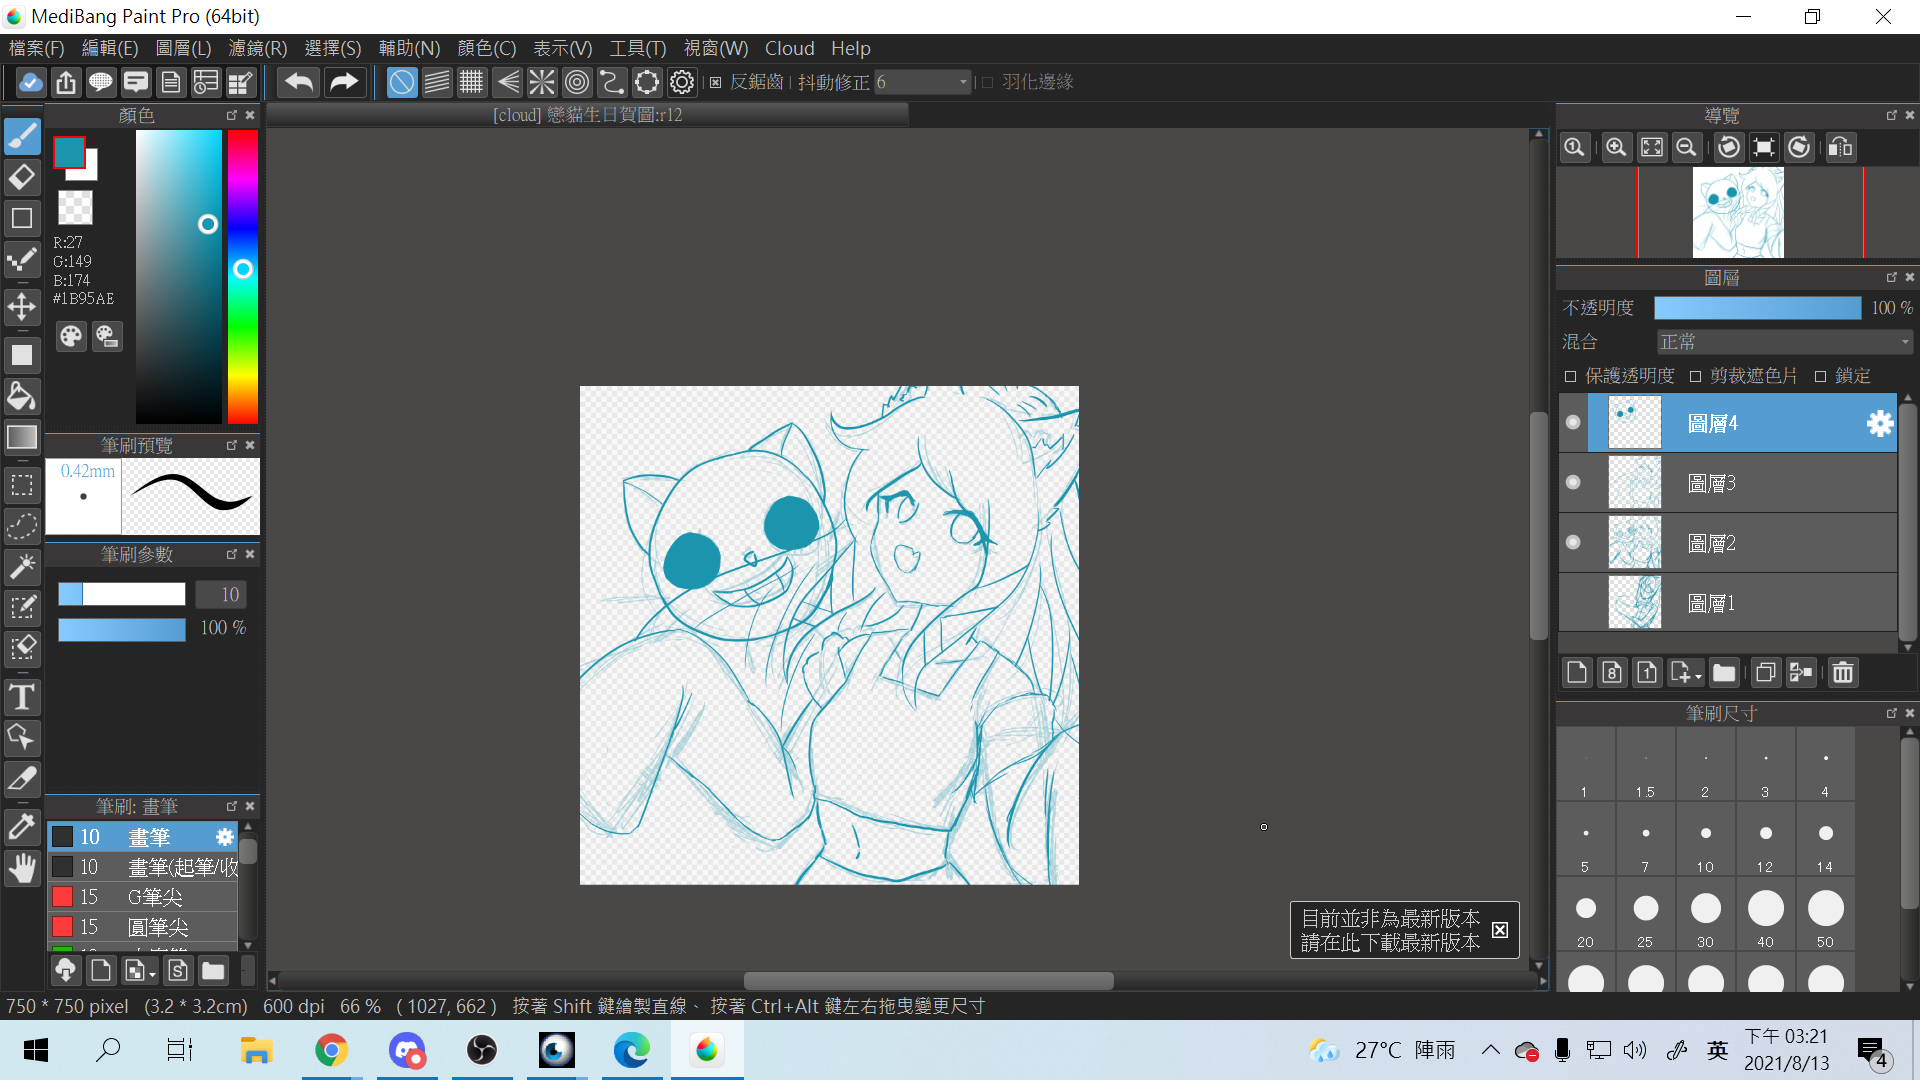 MediBang Paint Pro (64bit)
檔案(F) 編輯(E) 圖層(L) 濾鏡(R) 選擇(S) 輔助(N) 顏色(C) 表示(V) 工具(T) 視窗(W) Cloud Help
反鋸齒 抖動修正 6 羽化邊緣
顏色
[cloud] 戀貓生日賀圖:r12
導覽
R:27
G:149
B:174
#1B95AE
圖層
不透明度 100 %
混合 正常
保護透明度 剪裁遮色片 鎖定
圖層4
圖層3
圖層2
圖層1
筆刷預覽
0.42mm
筆刷參數
10
100 %
筆刷: 畫筆
10 畫筆
10 畫筆(起筆/收
15 G筆尖
15 圓筆尖
筆刷尺寸
1 1.5 2 3 4
5 7 10 12 14
20 25 30 40 50
目前並非為最新版本
請在此下載最新版本
750 * 750 pixel (3.2 * 3.2cm) 600 dpi 66 % ( 1027, 662 ) 按著 Shift 鍵繪製直線、 按著 Ctrl+Alt 鍵左右拖曳變更尺寸
27°C 陣雨 英 下午 03:21
2021/8/13
4